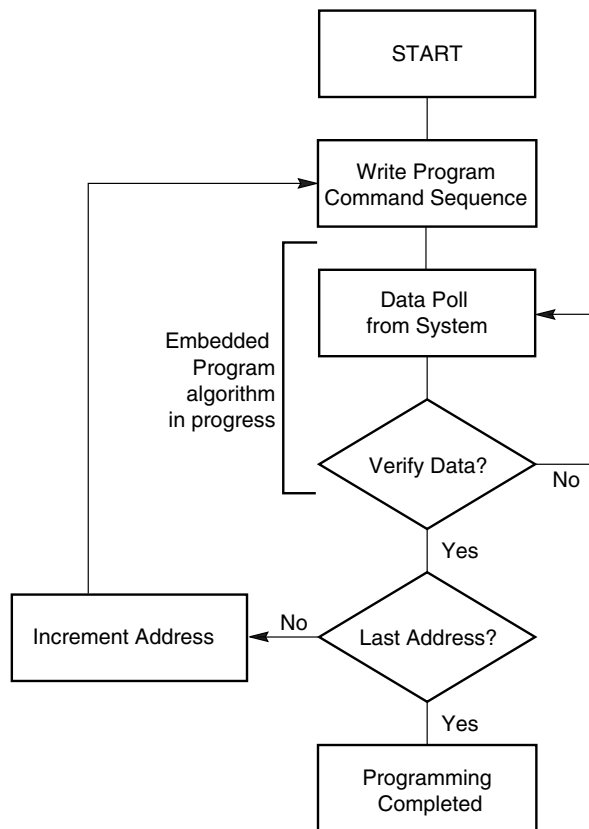 START
Write Program
Command Sequence
Data Poll
from System
Embedded
Program
algorithm
in progress
Verify Data?
No
Yes
Increment Address
No
Last Address?
Yes
Programming
Completed